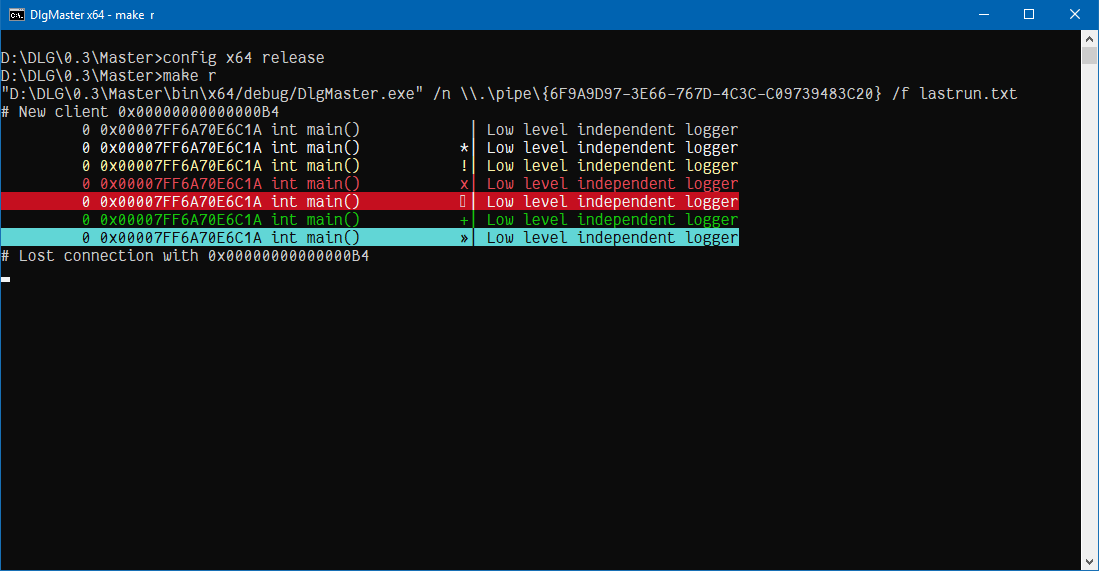 DlgMaster x64 - make r
D:\DLG\0.3\Master>config x64 release
D:\DLG\0.3\Master>make r
"D:\DLG\0.3\Master\bin\x64/debug/DlgMaster.exe" /n \\.\pipe\{6F9A9D97-3E66-767D-4C3C-C09739483C20} /f lastrun.txt
# New client 0x00000000000000B4
0 0x00007FF6A70E6C1A int main() | Low level independent logger
0 0x00007FF6A70E6C1A int main() *| Low level independent logger
0 0x00007FF6A70E6C1A int main() !| Low level independent logger
0 0x00007FF6A70E6C1A int main() x| Low level independent logger
0 0x00007FF6A70E6C1A int main() ▯| Low level independent logger
0 0x00007FF6A70E6C1A int main() +| Low level independent logger
0 0x00007FF6A70E6C1A int main() »| Low level independent logger
# Lost connection with 0x00000000000000B4